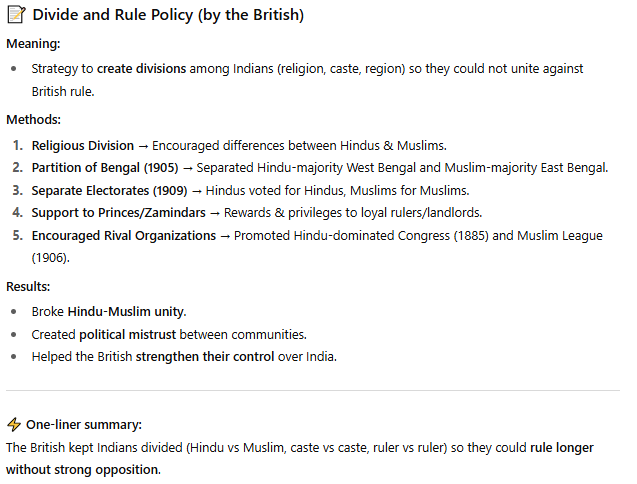 📝 Divide and Rule Policy (by the British)
Meaning:
• Strategy to create divisions among Indians (religion, caste, region) so they could not unite against
British rule.
Methods:
1. Religious Division → Encouraged differences between Hindus & Muslims.
2. Partition of Bengal (1905) → Separated Hindu-majority West Bengal and Muslim-majority East Bengal.
3. Separate Electorates (1909) → Hindus voted for Hindus, Muslims for Muslims.
4. Support to Princes/Zamindars → Rewards & privileges to loyal rulers/landlords.
5. Encouraged Rival Organizations → Promoted Hindu-dominated Congress (1885) and Muslim League
(1906).
Results:
• Broke Hindu-Muslim unity.
• Created political mistrust between communities.
• Helped the British strengthen their control over India.
⚡ One-liner summary:
The British kept Indians divided (Hindu vs Muslim, caste vs caste, ruler vs ruler) so they could rule longer
without strong opposition.